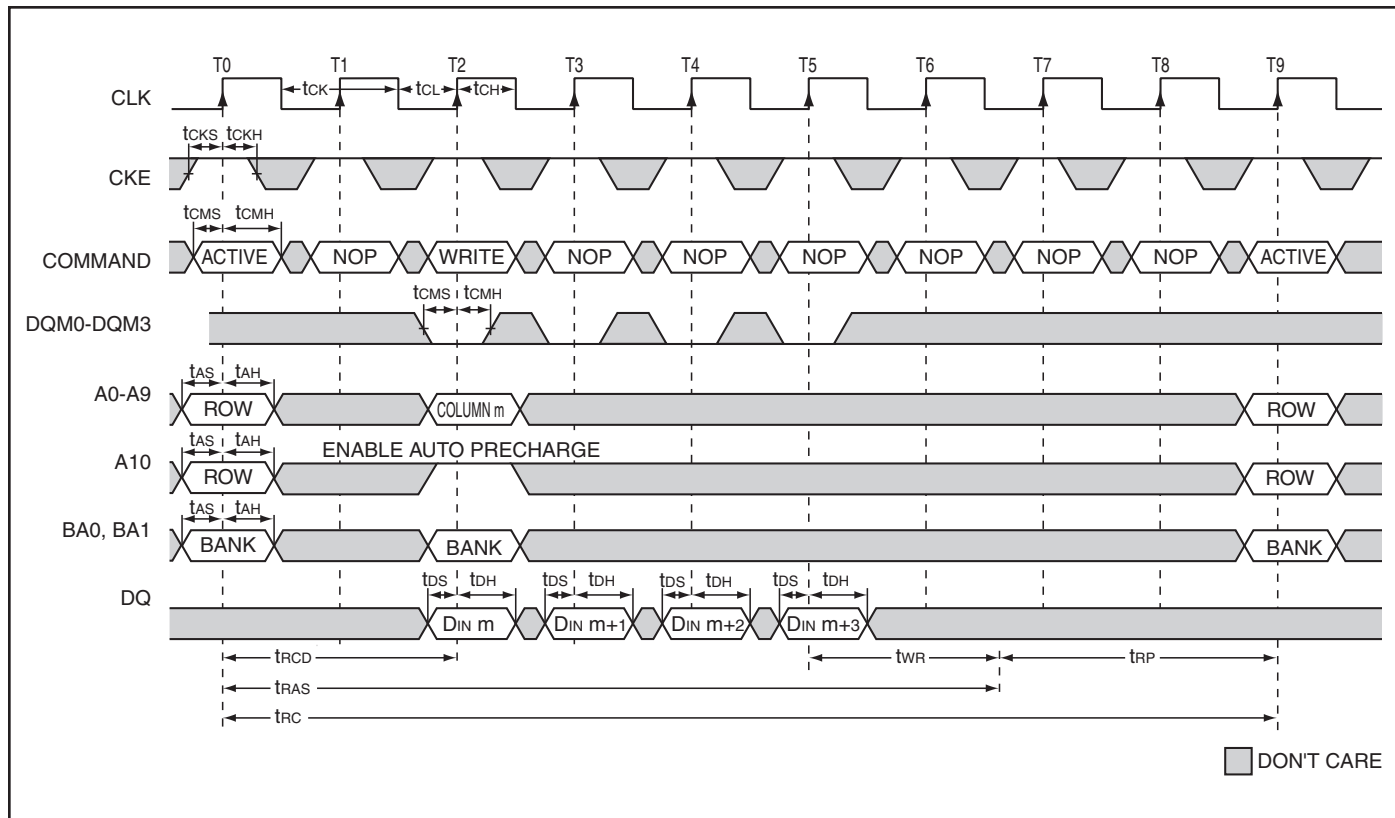 T0 T1 T2 T3 T4 T5 T6 T7 T8 T9
CLK tCK tCL tCH
tCKS tCKH
CKE
tCMS tCMH
COMMAND ACTIVE NOP WRITE NOP NOP NOP NOP NOP NOP ACTIVE
tCMS tCMH
DQM0-DQM3
tAS tAH
A0-A9 ROW COLUMN m ROW
tAS tAH ENABLE AUTO PRECHARGE
A10 ROW ROW
tAS tAH
BA0, BA1 BANK BANK BANK
tDS tDH tDS tDH tDS tDH tDS tDH
DQ DIN m DIN m+1 DIN m+2 DIN m+3
tRCD tWR tRP
tRAS
tRC
DON'T CARE